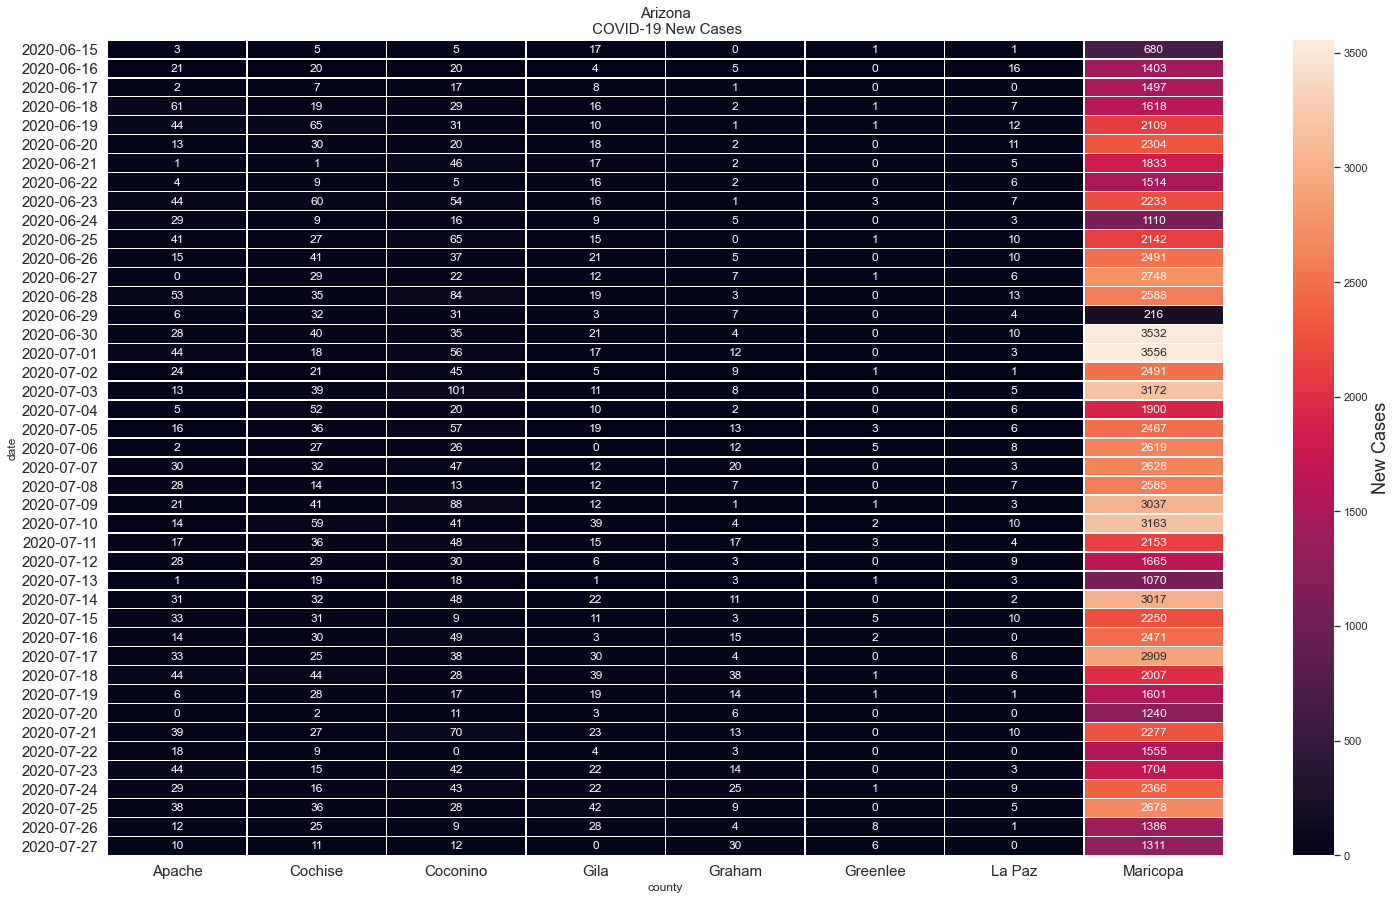 Arizona
COVID-19 New Cases
2020-06-15 3 5 5 17 0 1 1 680
2020-06-16 21 20 20 4 5 0 16 1403
2020-06-17 2 7 17 8 1 0 0 1497
2020-06-18 61 19 29 16 2 1 7 1618
2020-06-19 44 65 31 10 1 1 12 2109
2020-06-20 13 30 20 18 2 0 11 2304
2020-06-21 1 1 46 17 2 0 5 1833
2020-06-22 4 9 5 16 2 0 6 1514
2020-06-23 44 60 54 16 1 3 7 2233
2020-06-24 29 9 16 9 5 0 3 1110
2020-06-25 41 27 65 15 0 1 10 2142
2020-06-26 15 41 37 21 5 0 10 2491
2020-06-27 0 29 22 12 7 1 6 2748
2020-06-28 53 35 84 19 3 0 13 2588
2020-06-29 6 32 31 3 7 0 4 216
2020-06-30 28 40 35 21 4 0 10 3532
2020-07-01 44 18 56 17 12 0 3 3556
2020-07-02 24 21 45 5 9 1 1 2491
2020-07-03 13 39 101 11 8 0 5 3172
2020-07-04 5 52 20 10 2 0 6 1900
2020-07-05 16 36 57 19 13 3 6 2467
2020-07-06 2 27 26 0 12 5 8 2619
2020-07-07 30 32 47 12 20 0 3 2628
2020-07-08 28 14 13 12 7 0 7 2585
2020-07-09 21 41 88 12 1 1 3 3037
2020-07-10 14 59 41 39 4 2 10 3163
2020-07-11 17 36 48 15 17 3 4 2153
2020-07-12 28 29 30 6 3 0 9 1665
2020-07-13 1 19 18 1 3 1 3 1070
2020-07-14 31 32 48 22 11 0 2 3017
2020-07-15 33 31 9 11 3 5 10 2250
2020-07-16 14 30 49 3 15 2 0 2471
2020-07-17 33 25 38 30 4 0 6 2909
2020-07-18 44 44 28 39 38 1 6 2007
2020-07-19 6 28 17 19 14 1 1 1601
2020-07-20 0 2 11 3 6 0 0 1240
2020-07-21 39 27 70 23 13 0 10 2277
2020-07-22 18 9 0 4 3 0 0 1555
2020-07-23 44 15 42 22 14 0 3 1704
2020-07-24 29 16 43 22 25 1 9 2366
2020-07-25 38 36 28 42 9 0 5 2678
2020-07-26 12 25 9 28 4 8 1 1386
2020-07-27 10 11 12 0 30 6 0 1311
Apache Cochise Coconino Gila Graham Greenlee La Paz Maricopa
county
date
3500
3000
2500
2000
1500
1000
500
0
New Cases